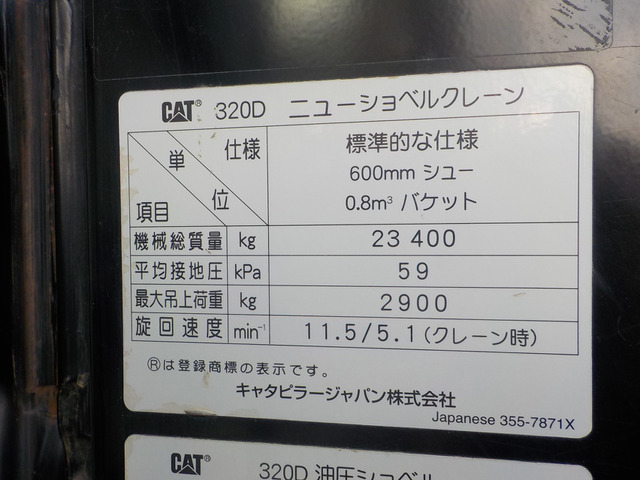 CAT® 320D ニューショベルクレーン
仕様
単
位
項目
標準的な仕様
600mm シュー
0.8m³ バケット
機械総質量 kg 23 400
平均接地圧 kPa 59
最大吊上荷重 kg 2900
旋回速度 min⁻¹ 11.5/5.1(クレーン時)
®は登録商標の表示です。
キャタピラージャパン株式会社
Japanese 355-7871X
CAT® 320D 油圧ショベル